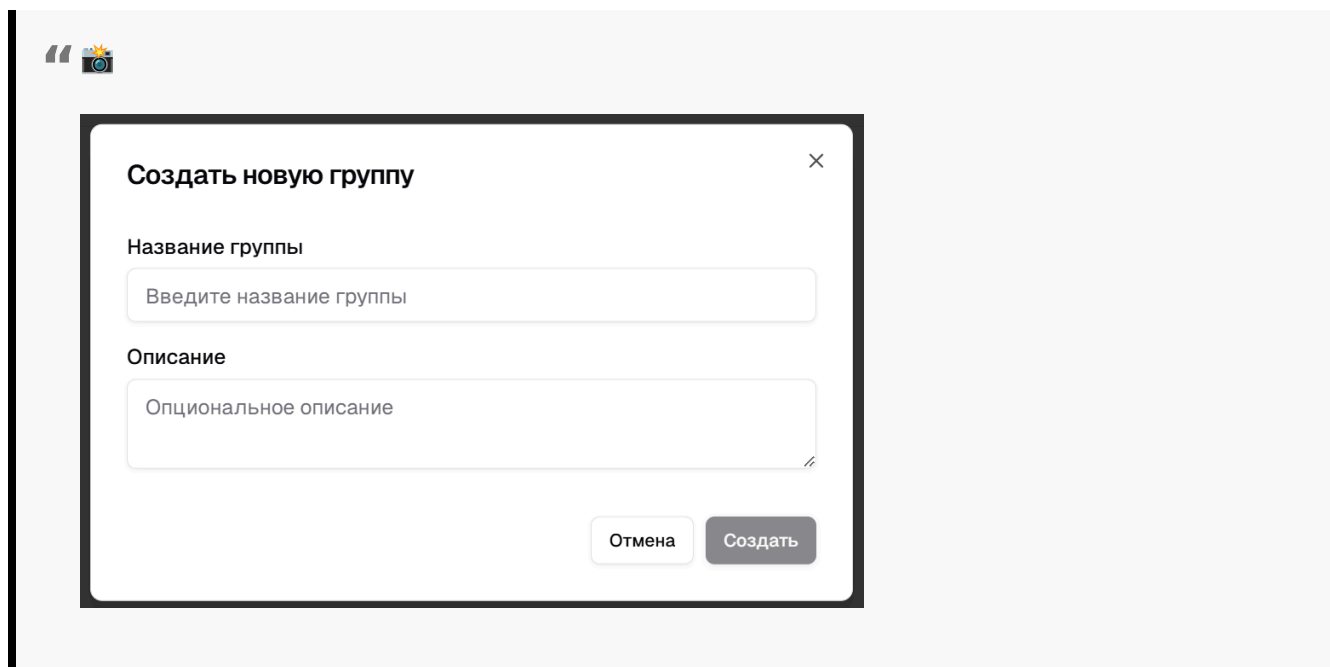 “ 📸
Создать новую группу
Название группы
Введите название группы
Описание
Опциональное описание
Отмена Создать